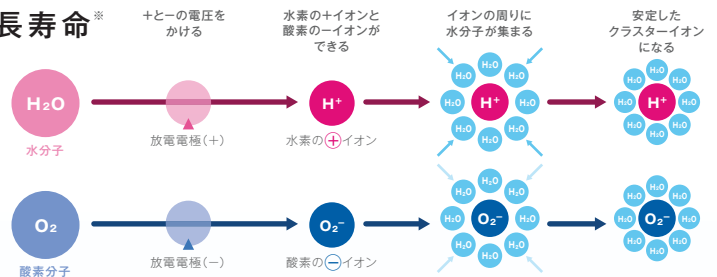 長寿命※
+とーの電圧を
かける
水素の+イオンと
酸素のーイオンが
できる
イオンの周りに
水分子が集まる
安定した
クラスターイオン
になる
H₂O
水分子
放電電極(+)
H⁺
水素の⊕イオン
H₂O
H₂O
H₂O
H₂O
H⁺
H₂O
H₂O
H₂O
H₂O
H₂O
H₂O
H₂O
H₂O
H⁺
H₂O
H₂O
H₂O
H₂O
O₂
酸素分子
放電電極(−)
O₂⁻
酸素の⊖イオン
H₂O
H₂O
H₂O
H₂O
O₂⁻
H₂O
H₂O
H₂O
H₂O
H₂O
H₂O
H₂O
H₂O
O₂⁻
H₂O
H₂O
H₂O
H₂O